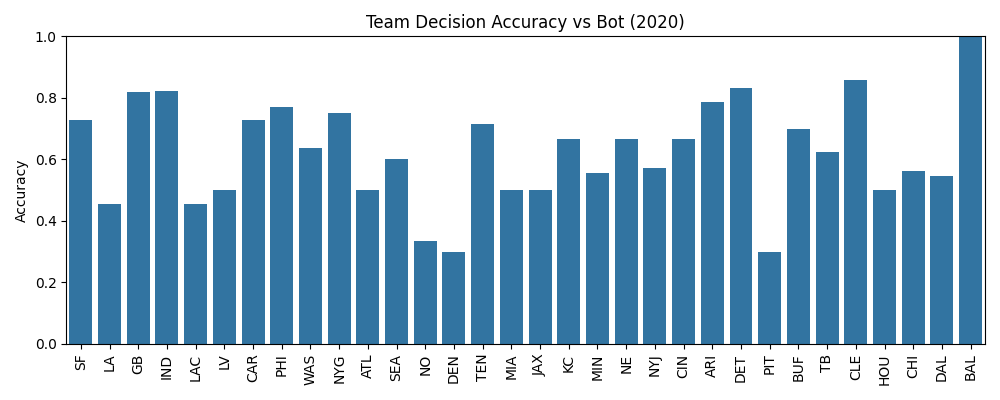 Team Decision Accuracy vs Bot (2020)
1.0
0.8
0.6
0.4
0.2
0.0
Accuracy
SF
LA
GB
IND
LAC
LV
CAR
PHI
WAS
NYG
ATL
SEA
NO
DEN
TEN
MIA
JAX
KC
MIN
NE
NYJ
CIN
ARI
DET
PIT
BUF
TB
CLE
HOU
CHI
DAL
BAL